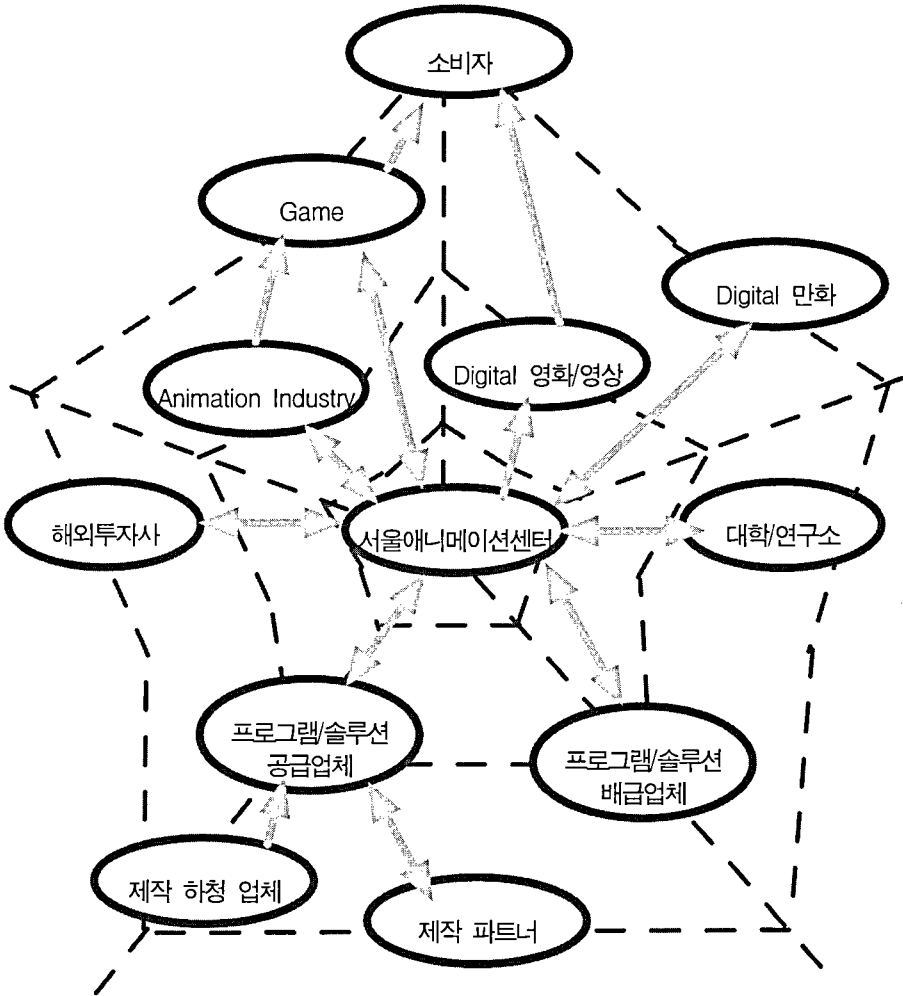 소비자
Game
Digital 만화
Digital 영화/영상
Animation Industry
해외투자사
서울애니메이션센터
대학/연구소
프로그램/솔루션
공급업체
프로그램/솔루션
배급업체
제작 하청 업체
제작 파트너